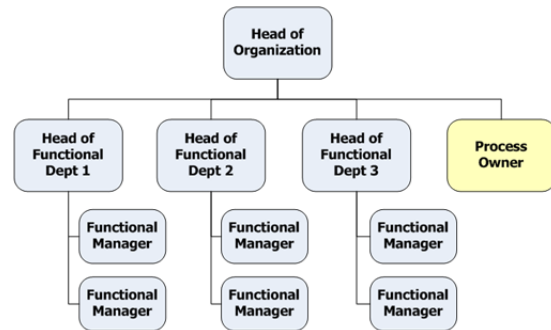 Head of
Organization
Head of
Functional
Dept 1
Head of
Functional
Dept 2
Head of
Functional
Dept 3
Process
Owner
Functional
Manager
Functional
Manager
Functional
Manager
Functional
Manager
Functional
Manager
Functional
Manager